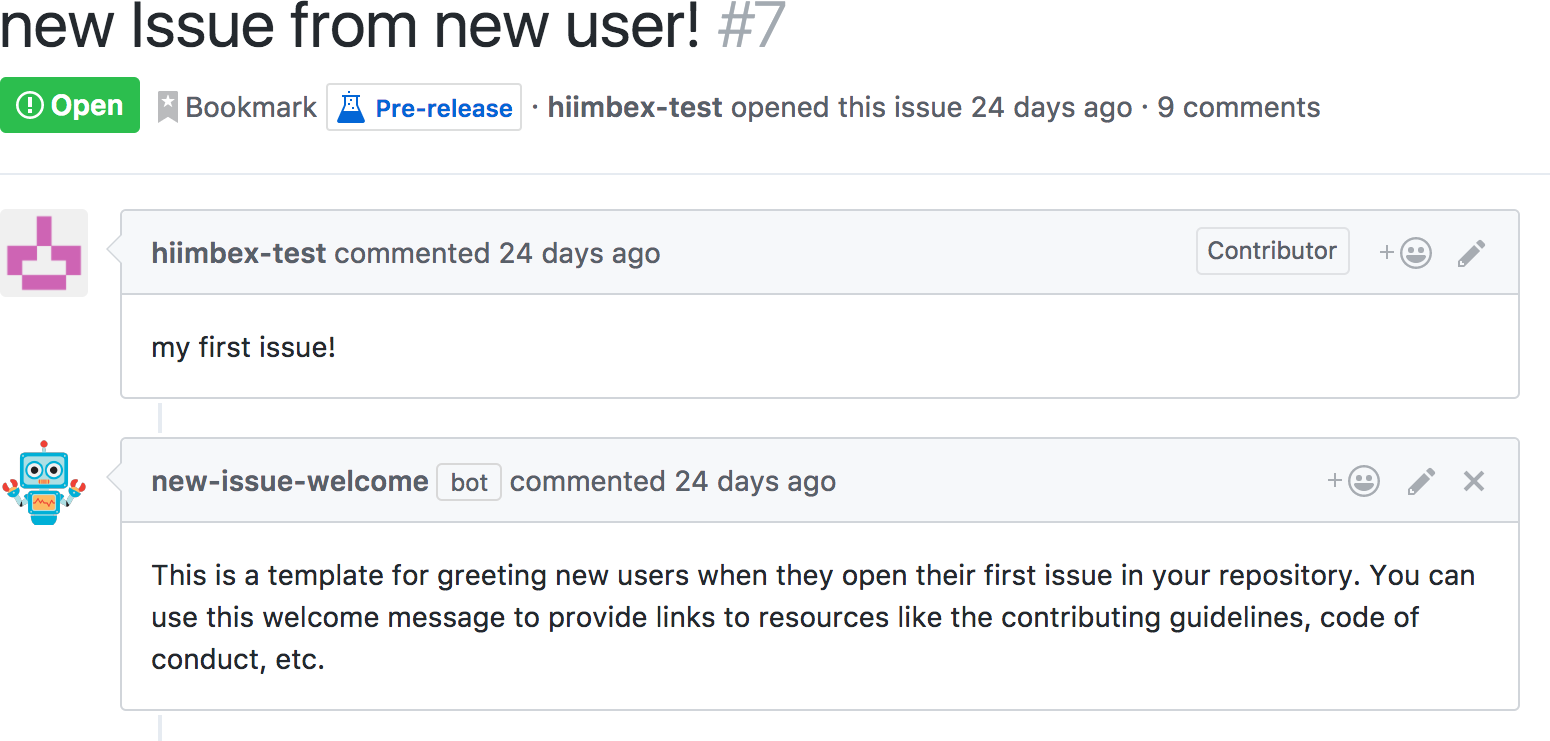 new Issue from new user! #7
Open Bookmark Pre-release · hiimbex-test opened this issue 24 days ago · 9 comments
hiimbex-test commented 24 days ago Contributor
my first issue!
new-issue-welcome bot commented 24 days ago
This is a template for greeting new users when they open their first issue in your repository. You can
use this welcome message to provide links to resources like the contributing guidelines, code of
conduct, etc.